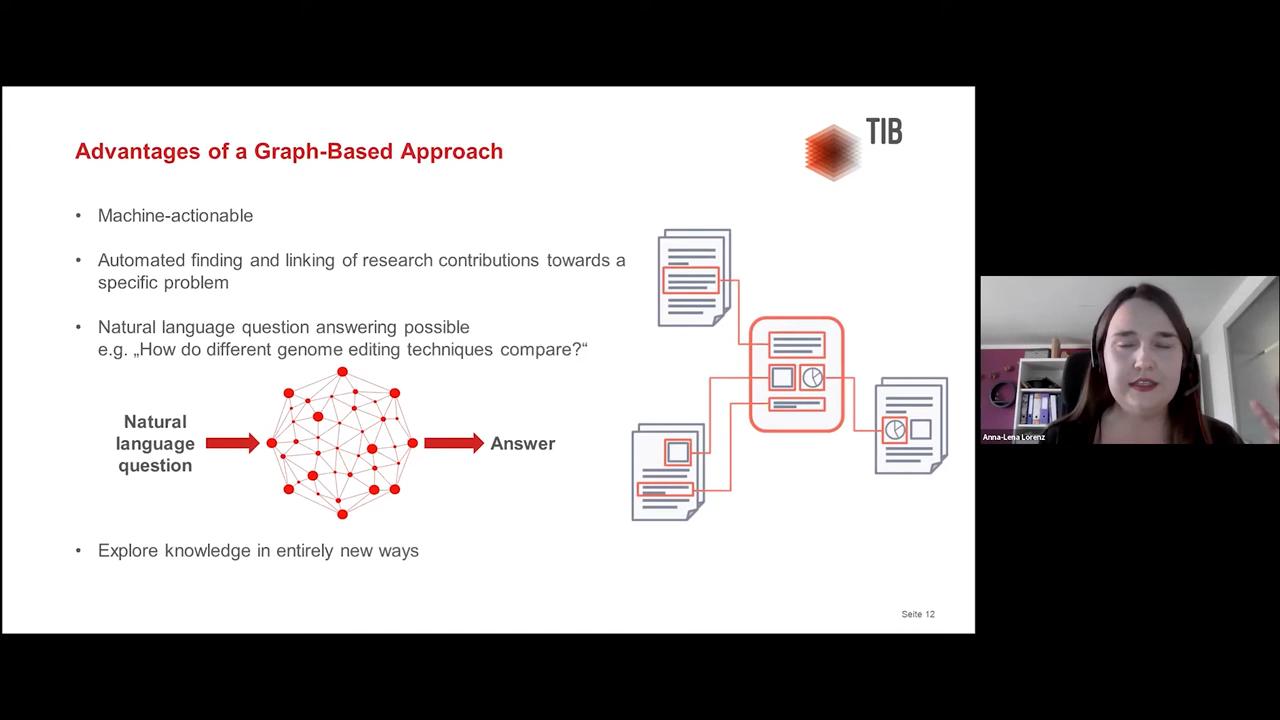 TIB
Advantages of a Graph-Based Approach
• Machine-actionable
• Automated finding and linking of research contributions towards a
specific problem
• Natural language question answering possible
e.g. „How do different genome editing techniques compare?“
Natural
language
question
Answer
• Explore knowledge in entirely new ways
Seite 12
Anna-Lena Lorenz